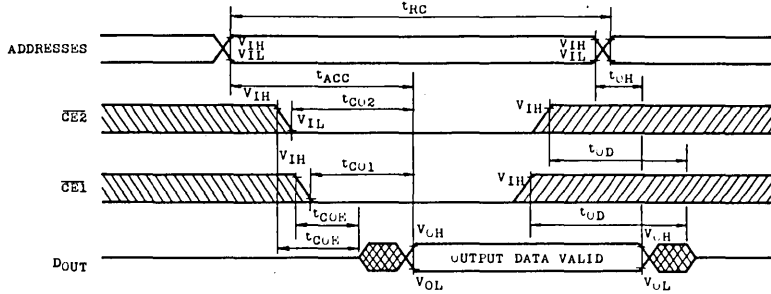 tRC
ADDRESSES
VIH
VIL
VIH
VIL
tACC
tOH
VIH
tCO2
VIH
CE2
VIL
VIH
tCO1
tOD
VIH
CE1
tCOE
tOD
tCOE
VOH
VOH
DOUT
OUTPUT DATA VALID
VOL
VOL